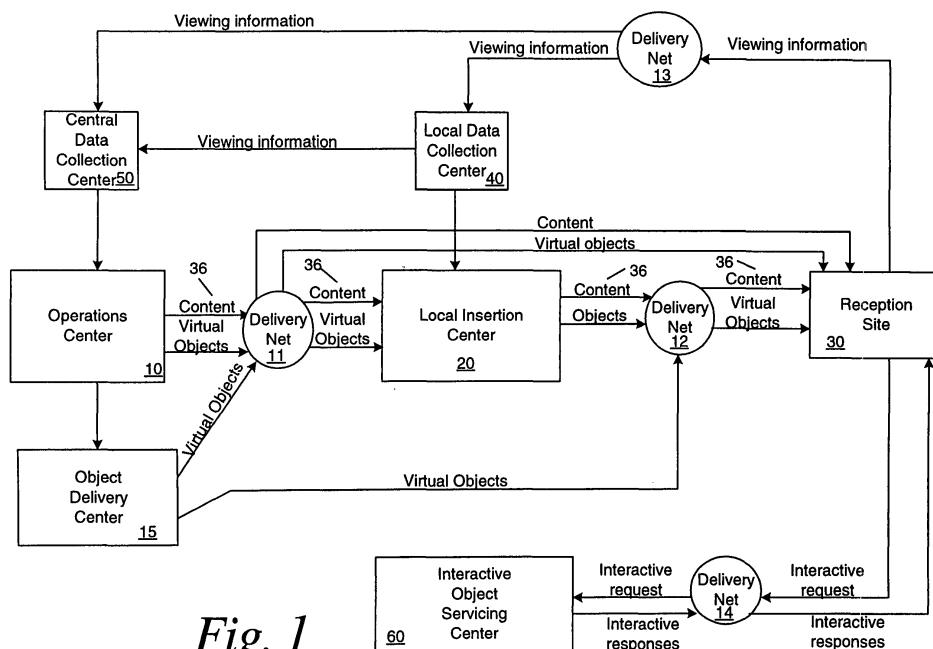 Viewing information
Delivery
Net
13
Viewing information
Viewing information
Central
Data
Collection
Center 50
Viewing information
Local Data
Collection
Center
40
Content
Virtual objects
36
Content
Virtual
Objects
Operations
Center
10
Delivery
Net
11
36
Content
Virtual
Objects
Local Insertion
Center
20
36
Content
Objects
Delivery
Net
12
36
Content
Virtual
Objects
Reception
Site
30
Virtual Objects
Object
Delivery
Center
15
Virtual Objects
Interactive
Object
Servicing
Center
60
Interactive
request
Interactive
responses
Delivery
Net
14
Interactive
request
Interactive
responses
Fig. 1